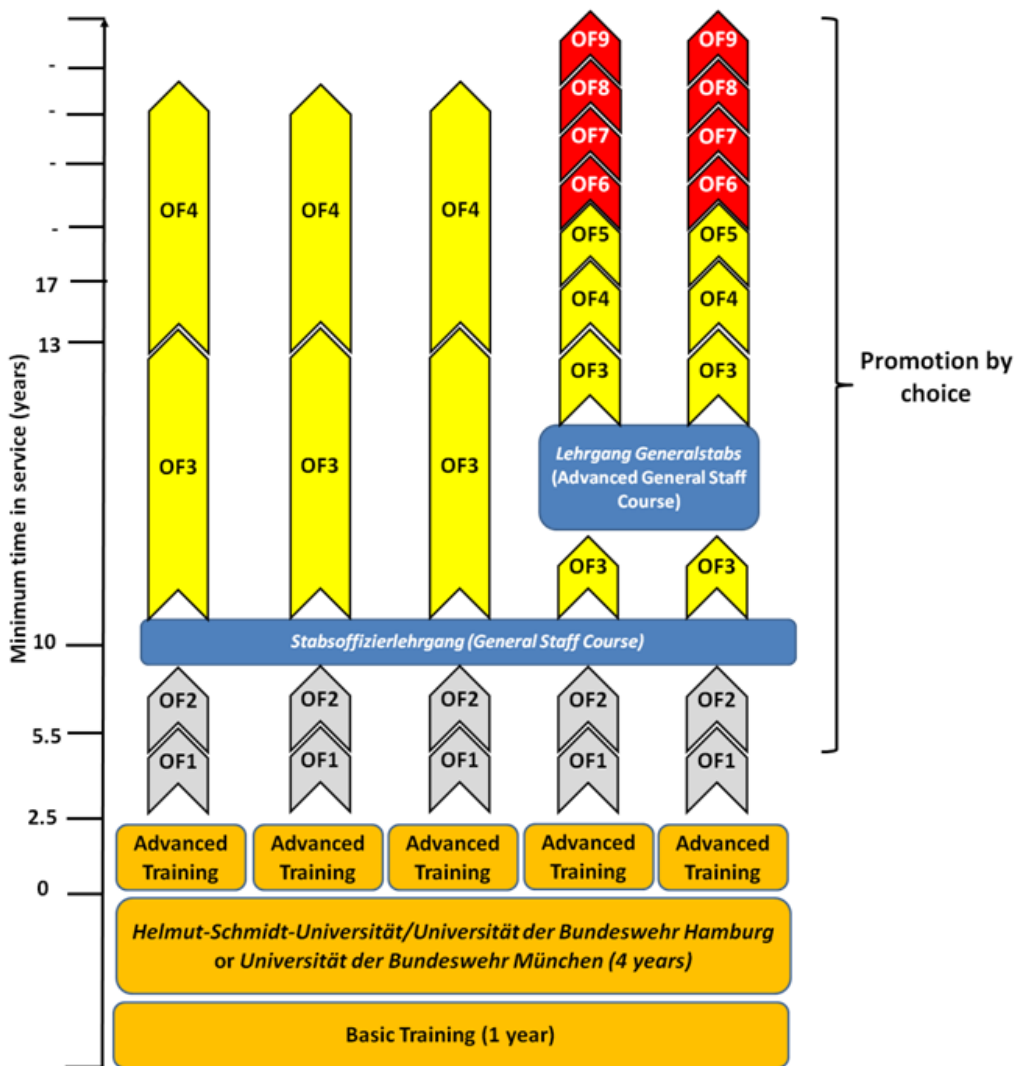 OF9 OF9
-
OF8 OF8
-
OF7 OF7
-
OF6 OF6
OF4 OF4 OF4
-
OF5 OF5
17
OF4 OF4
13
Promotion by
choice
OF3 OF3
Minimum time in service (years)
OF3 OF3 OF3
Lehrgang Generalstabs
(Advanced General Staff
Course)
OF3 OF3
10
Stabsoffizierlehrgang (General Staff Course)
OF2 OF2 OF2 OF2 OF2
5.5
OF1 OF1 OF1 OF1 OF1
2.5
Advanced
Training
Advanced
Training
Advanced
Training
Advanced
Training
Advanced
Training
0
Helmut-Schmidt-Universität/Universität der Bundeswehr Hamburg
or Universität der Bundeswehr München (4 years)
Basic Training (1 year)